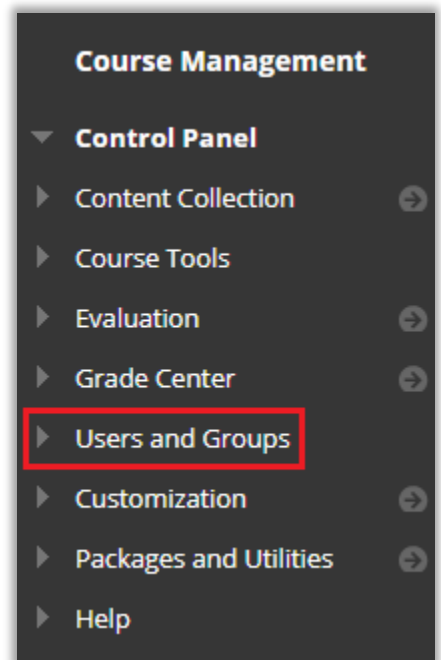 Course Management
Control Panel
Content Collection
Course Tools
Evaluation
Grade Center
Users and Groups
Customization
Packages and Utilities
Help